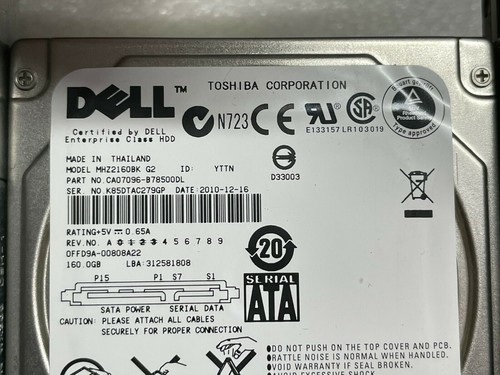 DELL™
TOSHIBA CORPORATION
Certified by DELL
Enterprise Class HDD
N723
E133157 LR103019
Type approved
MADE IN THAILAND
MODEL MHZ2160BK G2 ID: YTTN
PART NO.CA07096-B78500DL
SER. NO.K85DTAC279GP DATE:2010-12-16
D33003
RATING+5V⎓0.65A
REV.NO. A 0 1 2 3 4 5 6 7 8 9
0FFD9A-00808A22
160.0GB LBA:312581808
20
P15 P1 S7 S1
SATA POWER SERIAL DATA
SERIAL
ATA
CAUTION: PLEASE ATTACH ALL CABLES
SECURELY FOR PROPER CONNECTION
●DO NOT PUSH ON THE TOP COVER AND PCB.
●RATTLE NOISE IS NORMAL WHEN HANDLED.
●VOID WARRANTY IF SEAL BROKEN.